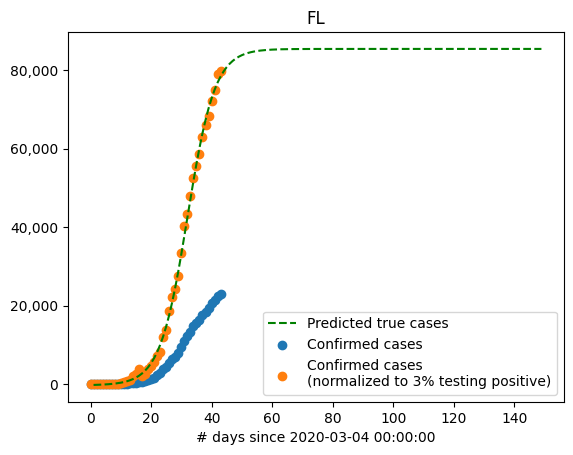 FL
80,000
60,000
40,000
20,000
0
Predicted true cases
Confirmed cases
Confirmed cases
(normalized to 3% testing positive)
0 20 40 60 80 100 120 140
# days since 2020-03-04 00:00:00